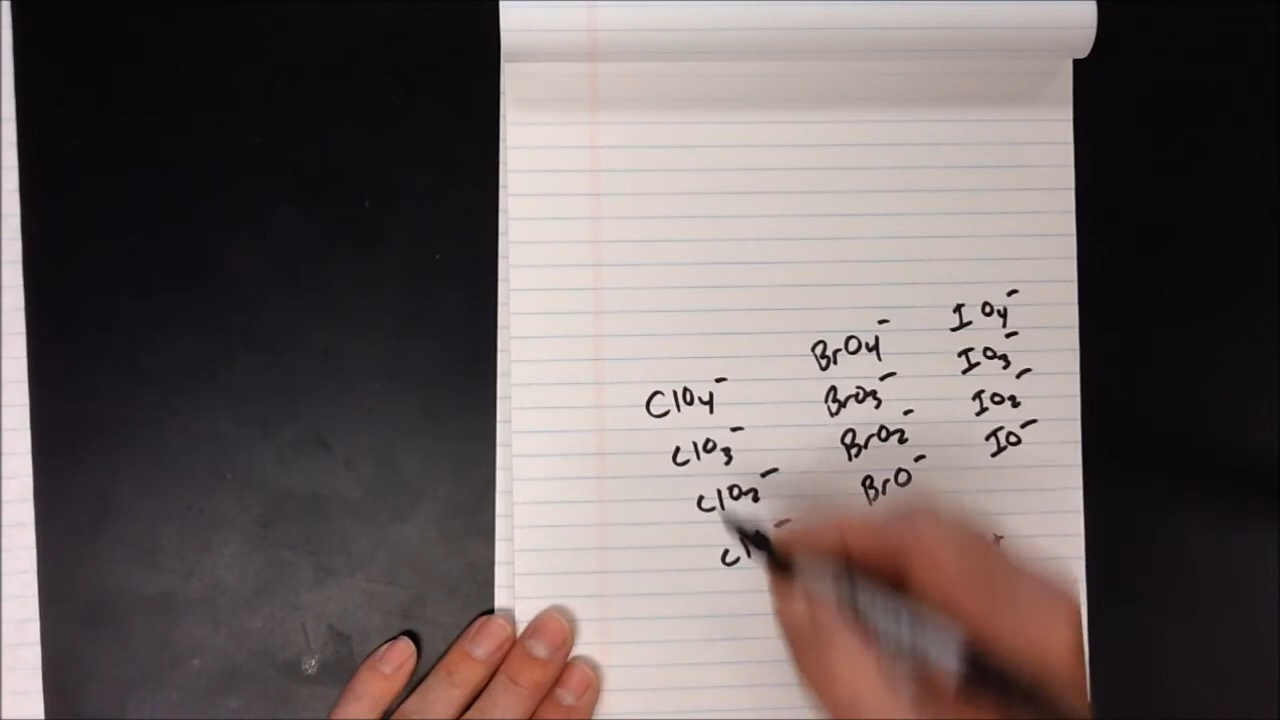 ClO4⁻
ClO3⁻
ClO2⁻
BrO4⁻
BrO3⁻
BrO2⁻
BrO⁻
IO4⁻
IO3⁻
IO2⁻
IO⁻